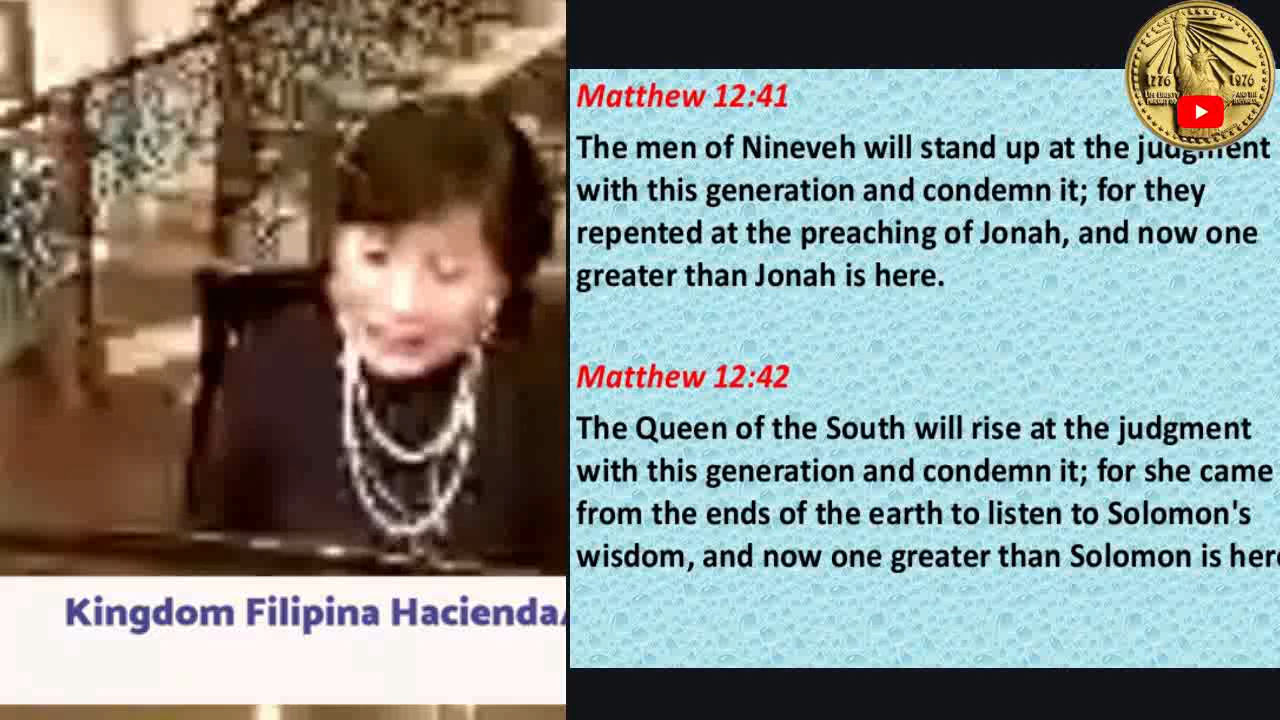 Matthew 12:41
The men of Nineveh will stand up at the judgment
with this generation and condemn it; for they
repented at the preaching of Jonah, and now one
greater than Jonah is here.
Matthew 12:42
The Queen of the South will rise at the judgment
with this generation and condemn it; for she came
from the ends of the earth to listen to Solomon's
wisdom, and now one greater than Solomon is here
Kingdom Filipina Hacienda
1776 1976